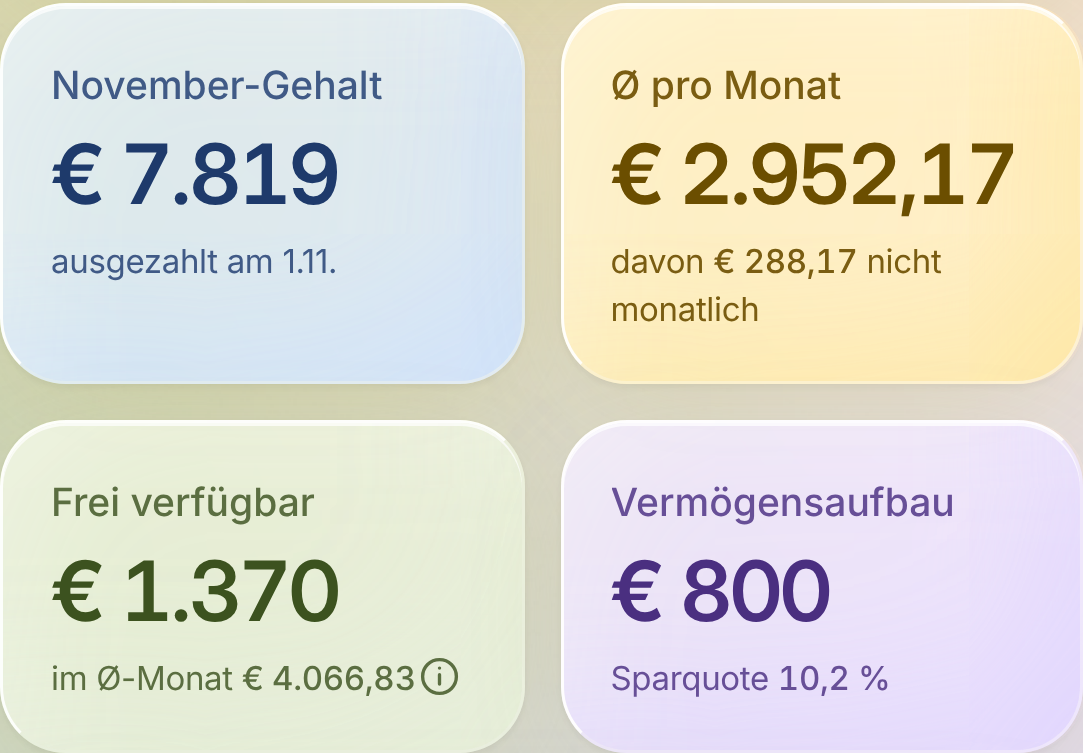 November-Gehalt
€ 7.819
ausgezahlt am 1.11.
Ø pro Monat
€ 2.952,17
davon € 288,17 nicht
monatlich
Frei verfügbar
€ 1.370
im Ø-Monat € 4.066,83
Vermögensaufbau
€ 800
Sparquote 10,2 %